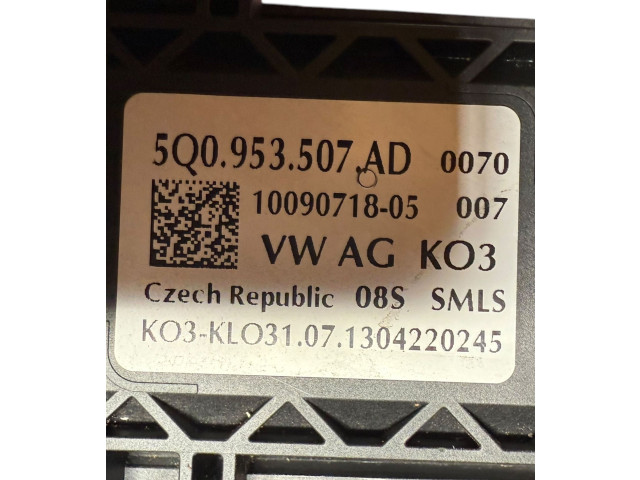 5Q0.953.507.AD 0070
10090718-05 007
VW AG KO3
Czech Republic 08S SMLS
KO3-KLO31.07.1304220245